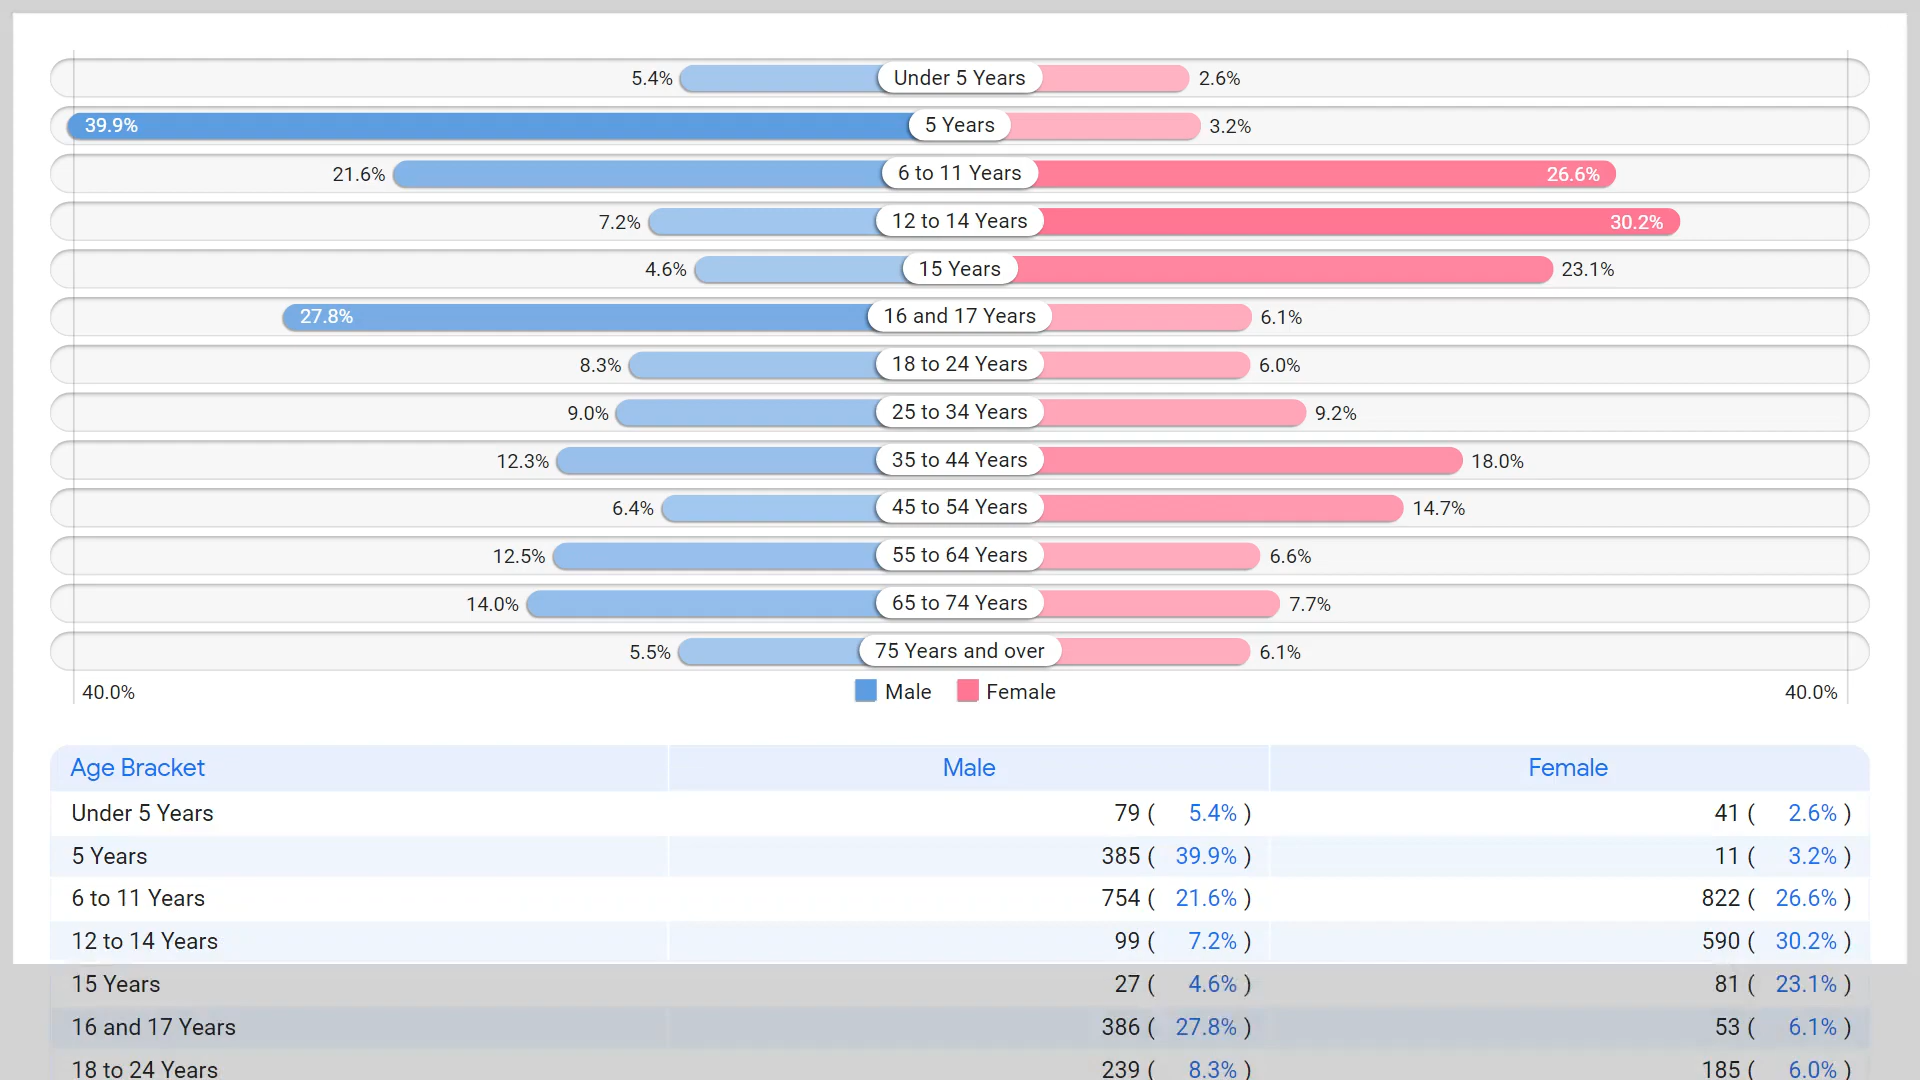 5.4% Under 5 Years 2.6%
39.9% 5 Years 3.2%
21.6% 6 to 11 Years 26.6%
7.2% 12 to 14 Years 30.2%
4.6% 15 Years 23.1%
27.8% 16 and 17 Years 6.1%
8.3% 18 to 24 Years 6.0%
9.0% 25 to 34 Years 9.2%
12.3% 35 to 44 Years 18.0%
6.4% 45 to 54 Years 14.7%
12.5% 55 to 64 Years 6.6%
14.0% 65 to 74 Years 7.7%
5.5% 75 Years and over 6.1%
40.0% Male Female 40.0%
Age Bracket Male Female
Under 5 Years 79 ( 5.4% ) 41 ( 2.6% )
5 Years 385 ( 39.9% ) 11 ( 3.2% )
6 to 11 Years 754 ( 21.6% ) 822 ( 26.6% )
12 to 14 Years 99 ( 7.2% ) 590 ( 30.2% )
15 Years 27 ( 4.6% ) 81 ( 23.1% )
16 and 17 Years 386 ( 27.8% ) 53 ( 6.1% )
18 to 24 Years 239 ( 8.3% ) 185 ( 6.0% )